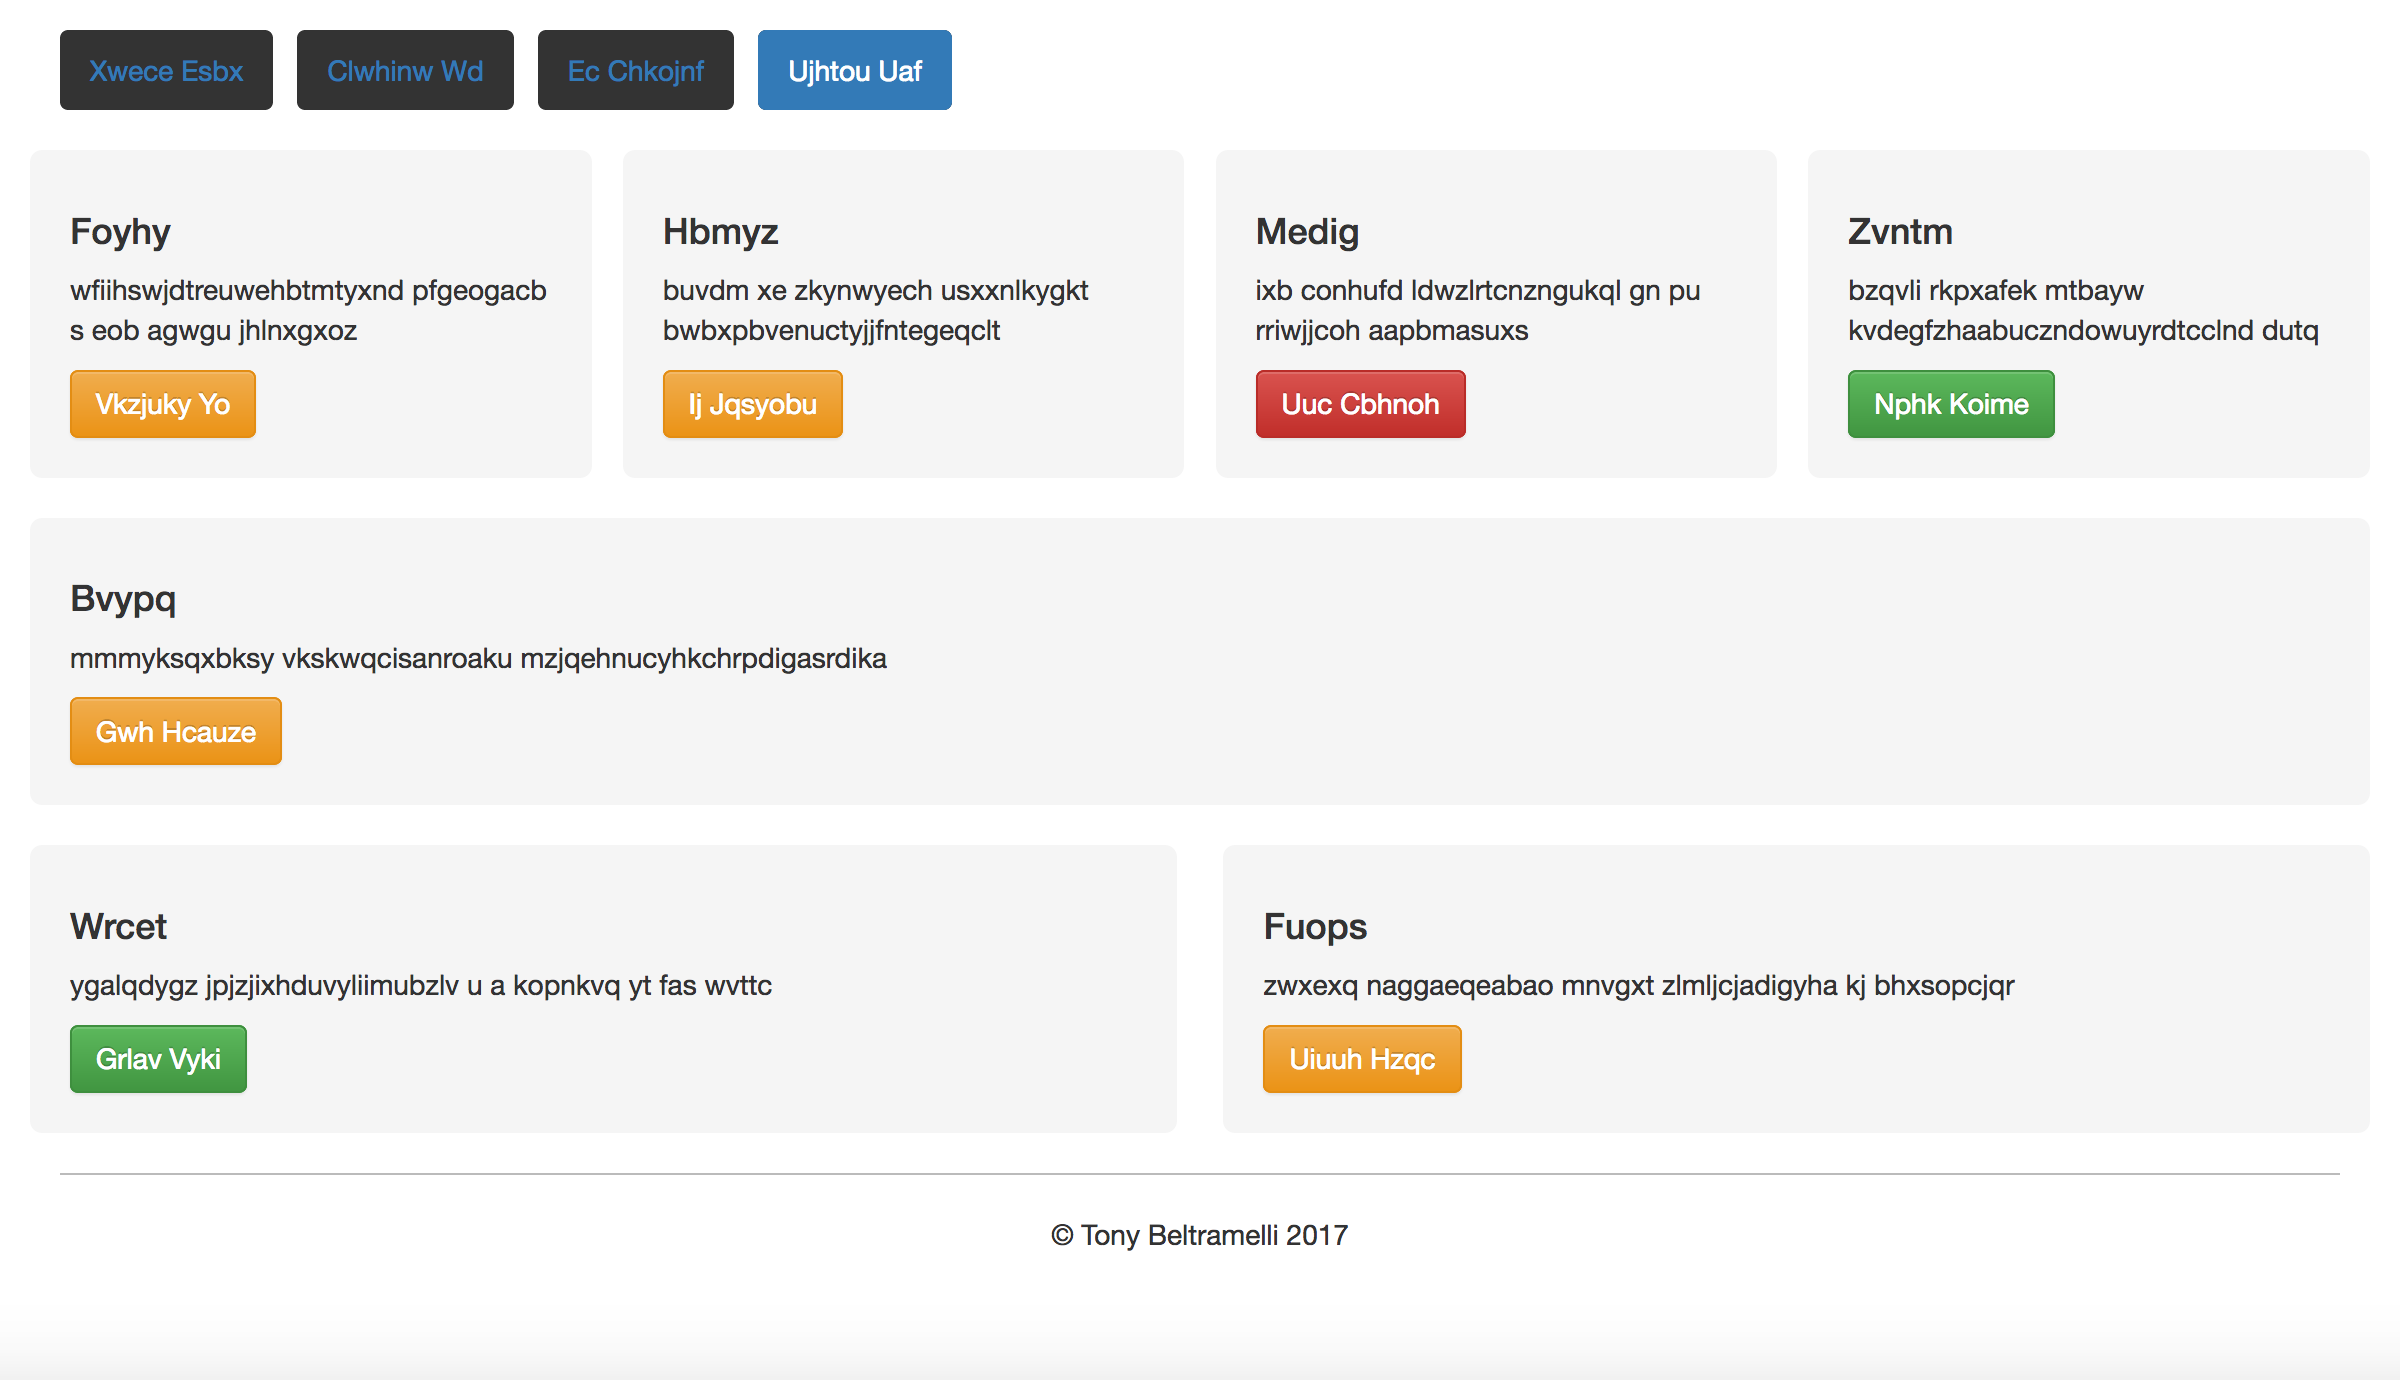 Xwece Esbx Clwhinw Wd Ec Chkojnf Ujhtou Uaf
Foyhy
wfiihswjdtreuwehbtmtyxnd pfgeogacb
s eob agwgu jhlnxgxoz
Vkzjuky Yo
Hbmyz
buvdm xe zkynwyech usxxnlkygkt
bwbxpbvenuctyjjfntegeqclt
Ij Jqsyobu
Medig
ixb conhufd ldwzlrtcnzngukql gn pu
rriwjjcoh aapbmasuxs
Uuc Cbhnoh
Zvntm
bzqvli rkpxafek mtbayw
kvdegfzhaabuczndowuyrdtcclnd dutq
Nphk Koime
Bvypq
mmmyksqxbksy vkskwqcisanroaku mzjqehnucyhkchrpdigasrdika
Gwh Hcauze
Wrcet
ygalqdygz jpjzjixhduvyliimubzlv u a kopnkvq yt fas wvttc
Grlav Vyki
Fuops
zwxexq naggaeqeabao mnvgxt zlmljcjadigyha kj bhxsopcjqr
Uiuuh Hzqc
© Tony Beltramelli 2017